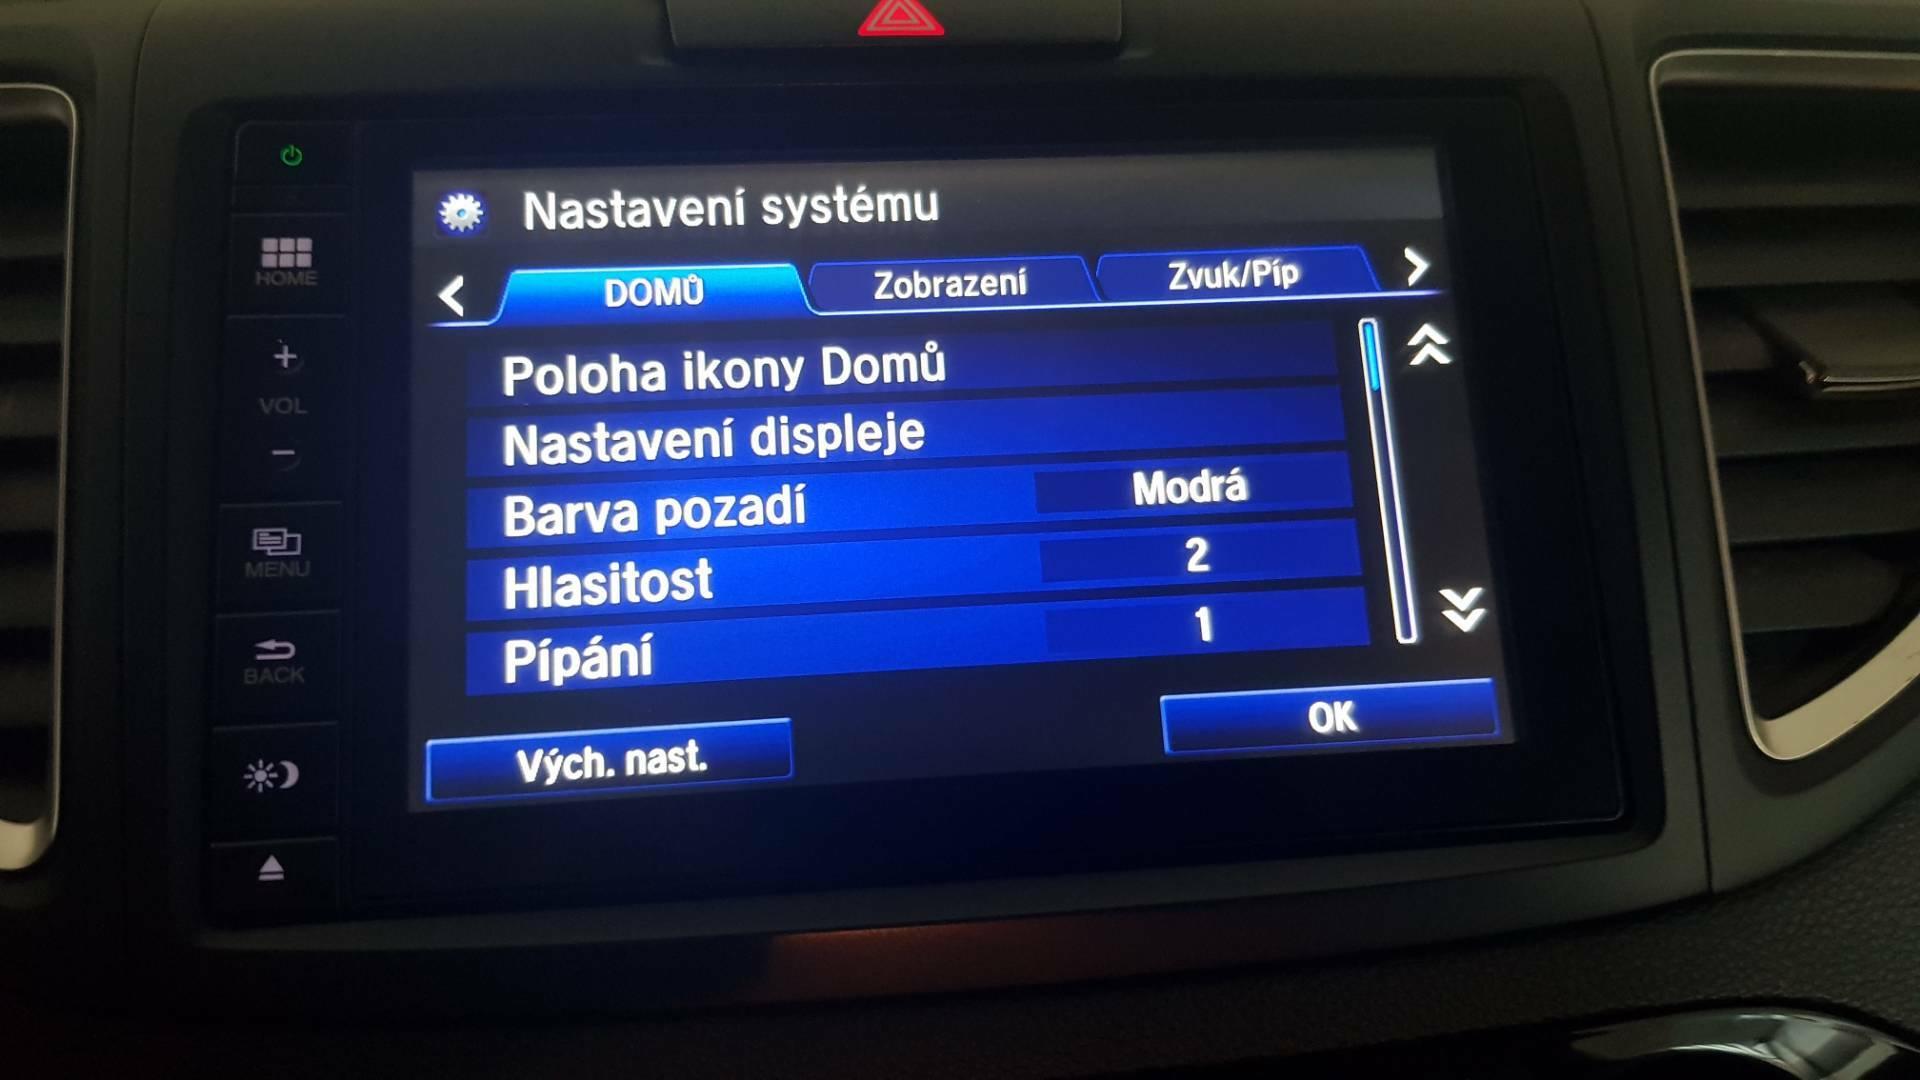 Nastavení systému
DOMŮ Zobrazení Zvuk/Píp
Poloha ikony Domů
Nastavení displeje
Barva pozadí Modrá
Hlasitost 2
Pípání 1
Vých. nast. OK
HOME
+
VOL
−
MENU
BACK